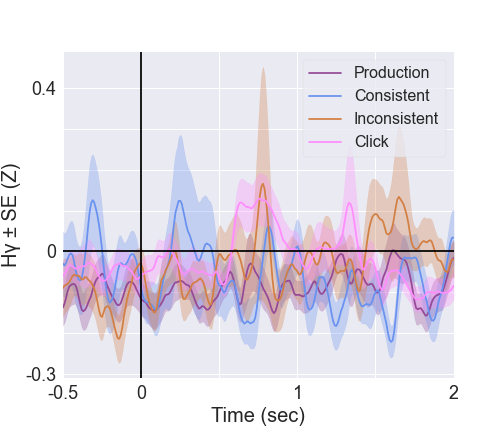 Production
Consistent
Inconsistent
Click
0.4
0
-0.3
Hγ ± SE (Z)
-0.5
0
1
2
Time (sec)